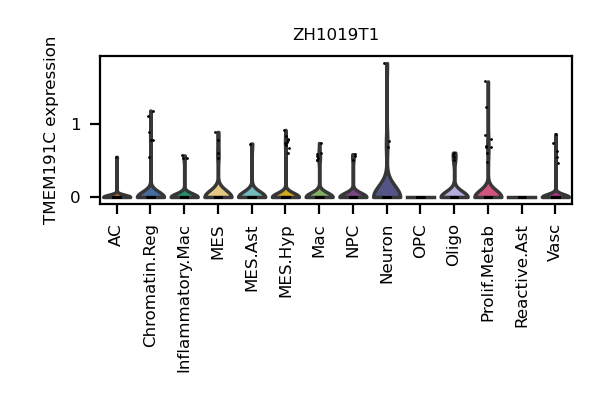 ZH1019T1
TMEM191C expression
1
0
AC
Chromatin.Reg
Inflammatory.Mac
MES
MES.Ast
MES.Hyp
Mac
NPC
Neuron
OPC
Oligo
Prolif.Metab
Reactive.Ast
Vasc